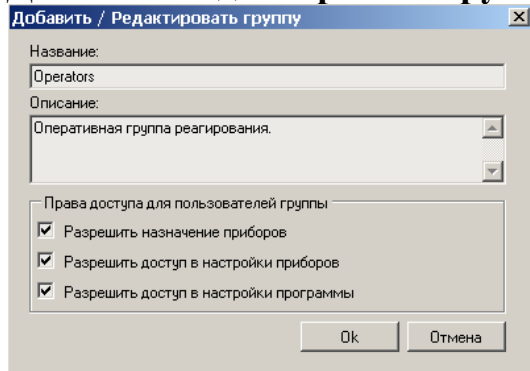 Добавить / Редактировать группу
Название:
Operators
Описание:
Оперативная группа реагирования.
Права доступа для пользователей группы
Разрешить назначение приборов
Разрешить доступ в настройки приборов
Разрешить доступ в настройки программы
Ok
Отмена